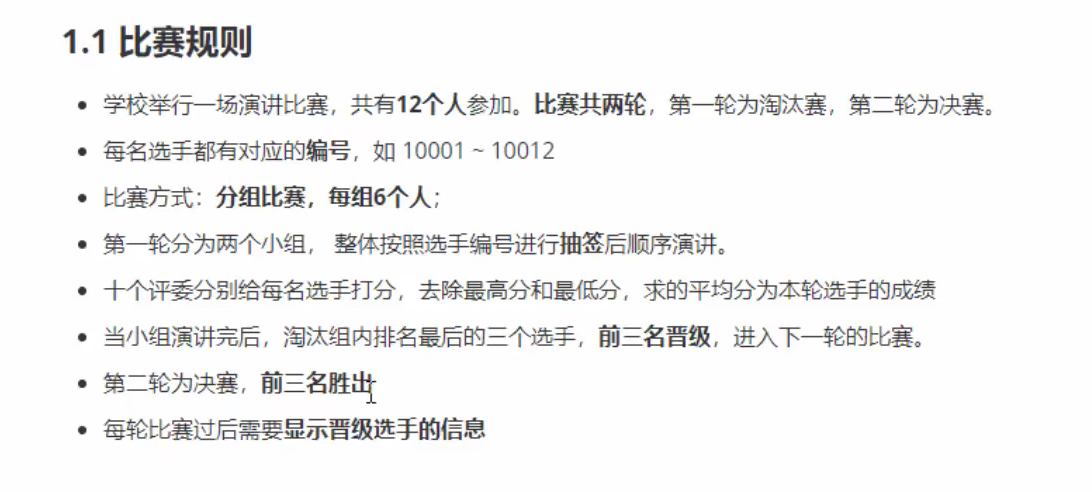 1.1 比赛规则
学校举行一场演讲比赛，共有12个人参加。比赛共两轮，第一轮为淘汰赛，第二轮为决赛。
每名选手都有对应的编号，如 10001 ~ 10012
比赛方式：分组比赛，每组6个人；
第一轮分为两个小组， 整体按照选手编号进行抽签后顺序演讲。
十个评委分别给每名选手打分，去除最高分和最低分，求的平均分为本轮选手的成绩
当小组演讲完后，淘汰组内排名最后的三个选手，前三名晋级，进入下一轮的比赛。
第二轮为决赛，前三名胜出
每轮比赛过后需要显示晋级选手的信息